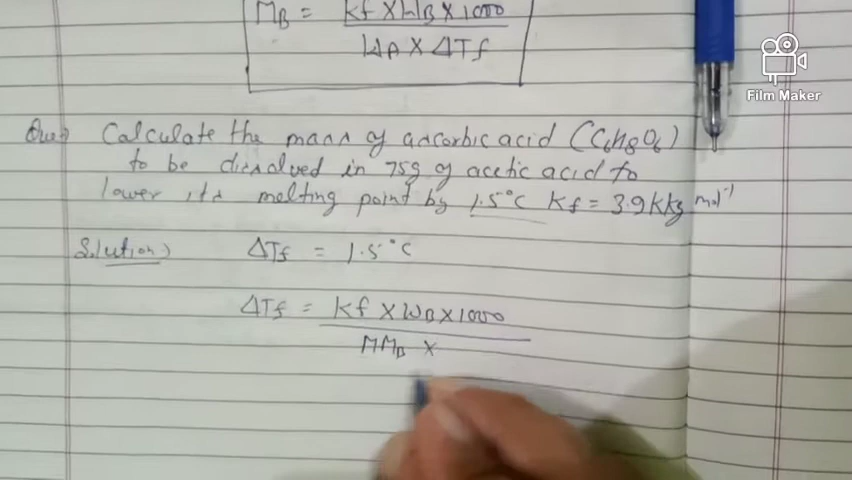 MB = Kf X WB X 1000
WA X ΔTf
Film Maker
Que) Calculate the mass of ascorbic acid (C6H8O6)
to be dissolved in 75g of acetic acid to
lower its melting point by 1.5°C Kf = 3.9KKg mol⁻¹
Solution) ΔTf = 1.5°C
ΔTf = Kf X WB X 1000
MMB X